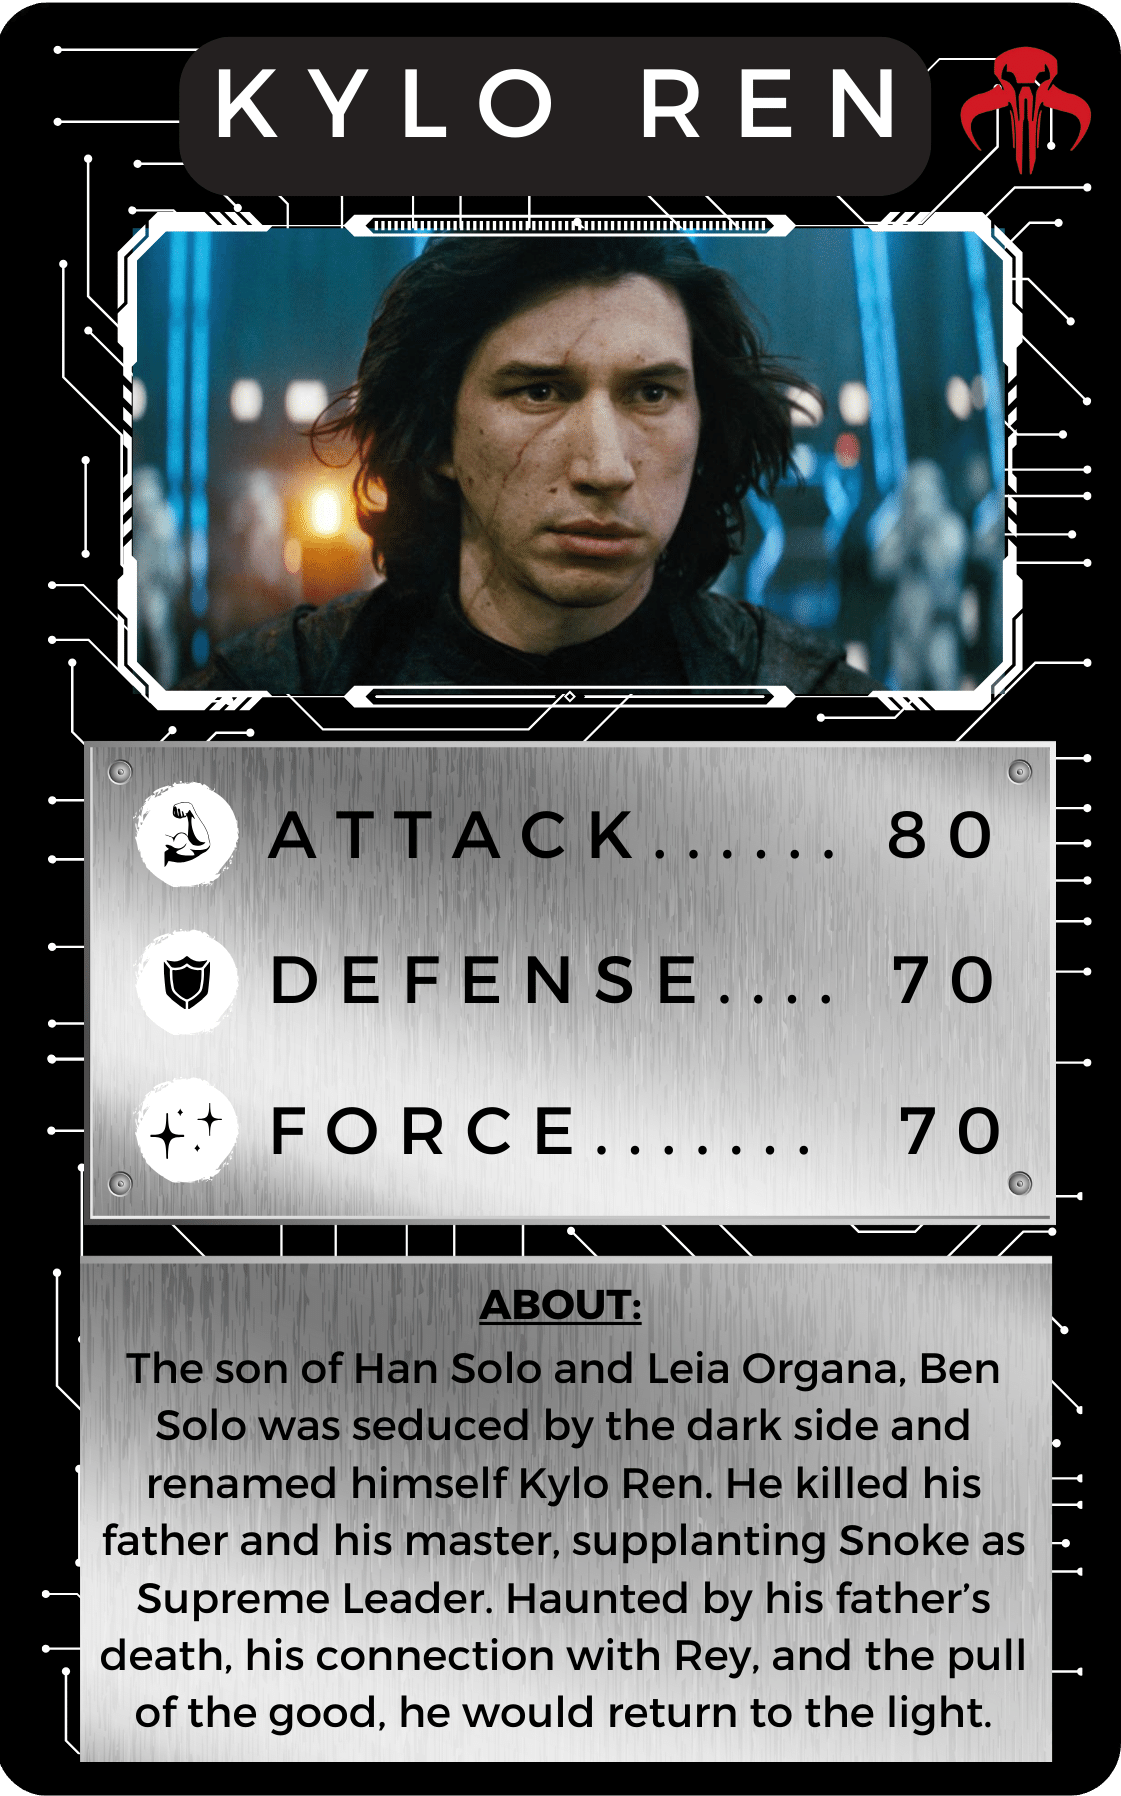 KYLO REN
ATTACK...... 80
DEFENSE.... 70
FORCE....... 70
ABOUT:
The son of Han Solo and Leia Organa, Ben
Solo was seduced by the dark side and
renamed himself Kylo Ren. He killed his
father and his master, supplanting Snoke as
Supreme Leader. Haunted by his father’s
death, his connection with Rey, and the pull
of the good, he would return to the light.